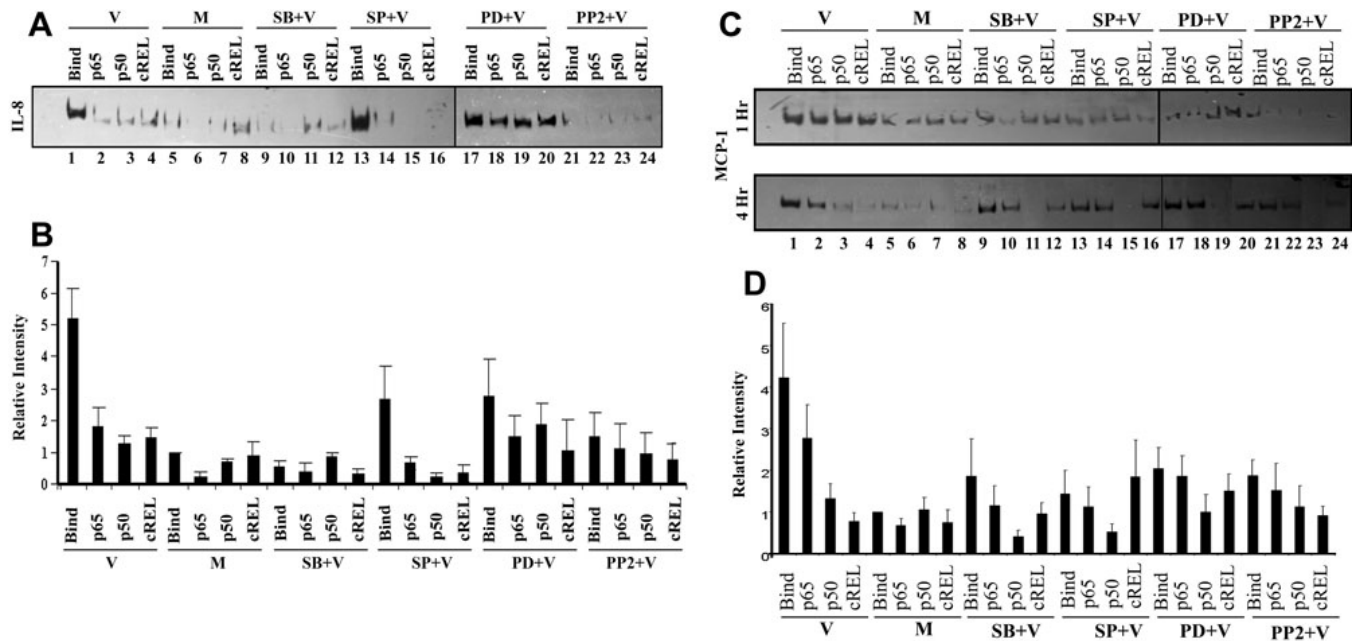 A
V M SB+V SP+V PD+V PP2+V
Bind p65 p50 cREL Bind p65 p50 cREL Bind p65 p50 cREL Bind p65 p50 cREL Bind p65 p50 cREL Bind p65 p50 cREL
IL-8
1 2 3 4 5 6 7 8 9 10 11 12 13 14 15 16 17 18 19 20 21 22 23 24
B
Relative Intensity
7
6
5
4
3
2
1
0
Bind p65 p50 cREL Bind p65 p50 cREL Bind p65 p50 cREL Bind p65 p50 cREL Bind p65 p50 cREL Bind p65 p50 cREL
V M SB+V SP+V PD+V PP2+V
C
V M SB+V SP+V PD+V PP2+V
Bind p65 p50 cREL Bind p65 p50 cREL Bind p65 p50 cREL Bind p65 p50 cREL Bind p65 p50 cREL Bind p65 p50 cREL
MCP-1
1 Hr
4 Hr
1 2 3 4 5 6 7 8 9 10 11 12 13 14 15 16 17 18 19 20 21 22 23 24
D
Relative Intensity
6
5
4
3
2
1
0
Bind p65 p50 cREL Bind p65 p50 cREL Bind p65 p50 cREL Bind p65 p50 cREL Bind p65 p50 cREL Bind p65 p50 cREL
V M SB+V SP+V PD+V PP2+V